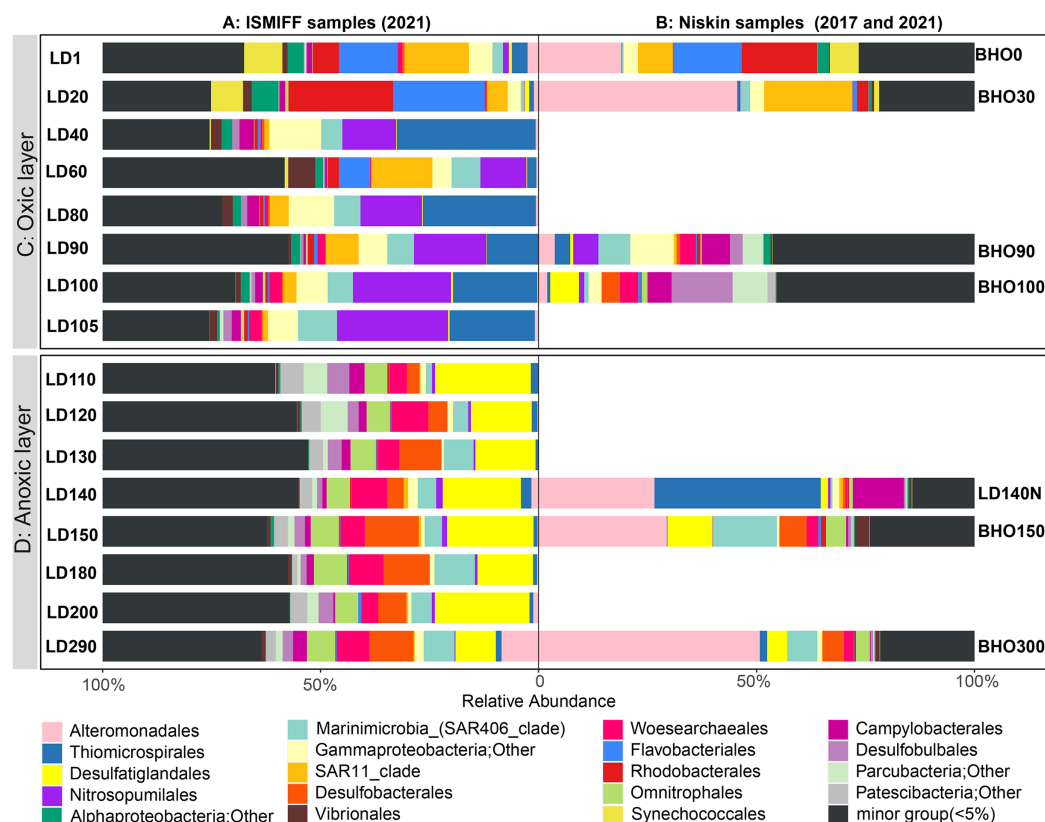 A: ISMIFF samples (2021)
B: Niskin samples (2017 and 2021)
C: Oxic layer
LD1
BHO0
LD20
BHO30
LD40
LD60
LD80
LD90
BHO90
LD100
BHO100
LD105
D: Anoxic layer
LD110
LD120
LD130
LD140
LD140N
LD150
BHO150
LD180
LD200
LD290
BHO300
100% 50% 0 50% 100%
Relative Abundance
Alteromonadales
Thiomicrospirales
Desulfatiglandales
Nitrosopumilales
Alphaproteobacteria;Other
Marinimicrobia_(SAR406_clade)
Gammaproteobacteria;Other
SAR11_clade
Desulfobacterales
Vibrionales
Woesearchaeales
Flavobacteriales
Rhodobacterales
Omnitrophales
Synechococcales
Campylobacterales
Desulfobulbales
Parcubacteria;Other
Patescibacteria;Other
minor group(<5%)